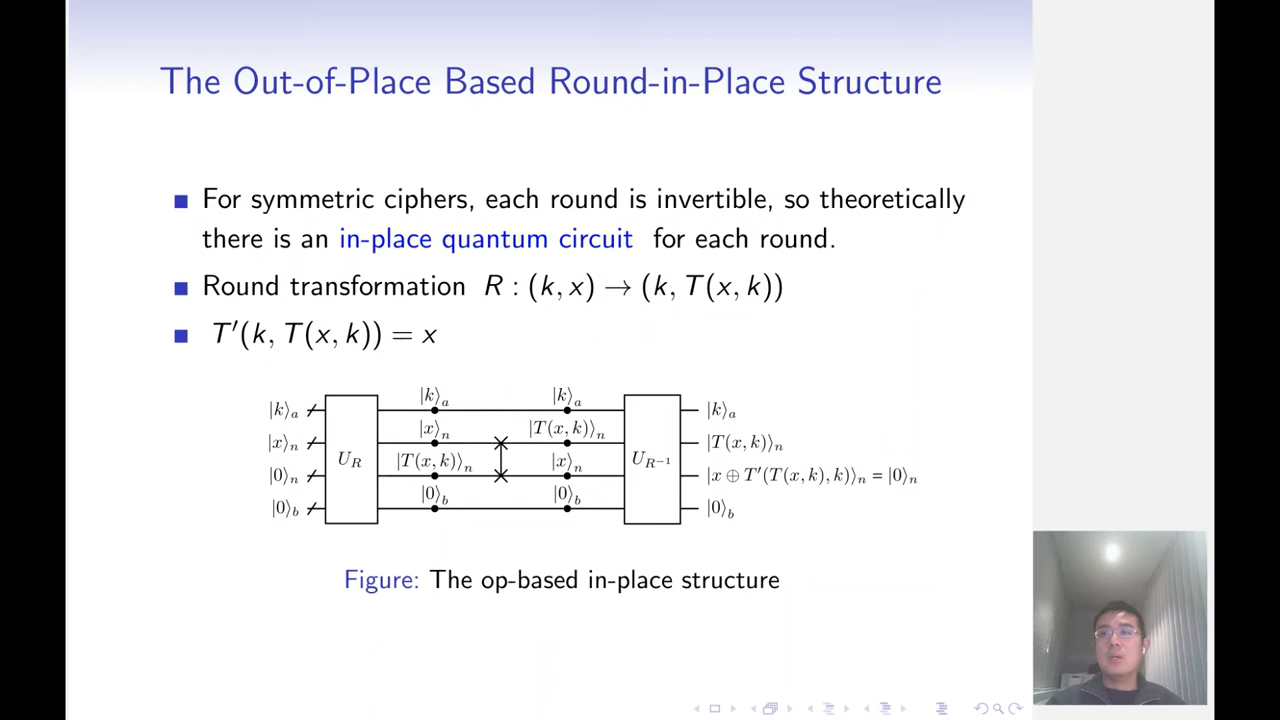 The Out-of-Place Based Round-in-Place Structure
For symmetric ciphers, each round is invertible, so theoretically
there is an in-place quantum circuit for each round.
Round transformation R : (k, x) → (k, T(x, k))
T′(k, T(x, k)) = x
|k⟩ₐ |k⟩ₐ |k⟩ₐ |k⟩ₐ
|x⟩ₙ |x⟩ₙ |T(x, k)⟩ₙ |T(x, k)⟩ₙ
|0⟩ₙ U_R |T(x, k)⟩ₙ |x⟩ₙ U_{R⁻¹} |x ⊕ T′(T(x, k), k)⟩ₙ = |0⟩ₙ
|0⟩_b |0⟩_b |0⟩_b |0⟩_b
Figure: The op-based in-place structure